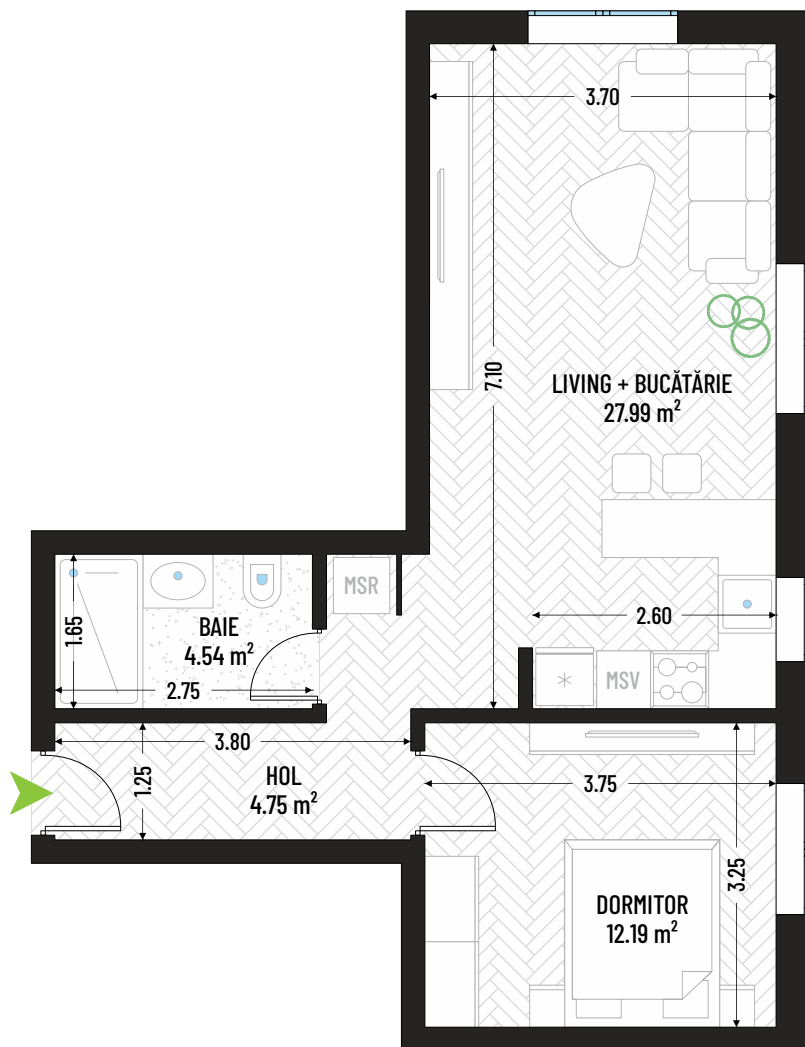 3.70
7.10
LIVING + BUCĂTĂRIE
27.99 m²
MSR
1.65
BAIE
4.54 m²
2.75
2.60
MSV
3.80
1.25
HOL
4.75 m²
3.75
3.25
DORMITOR
12.19 m²